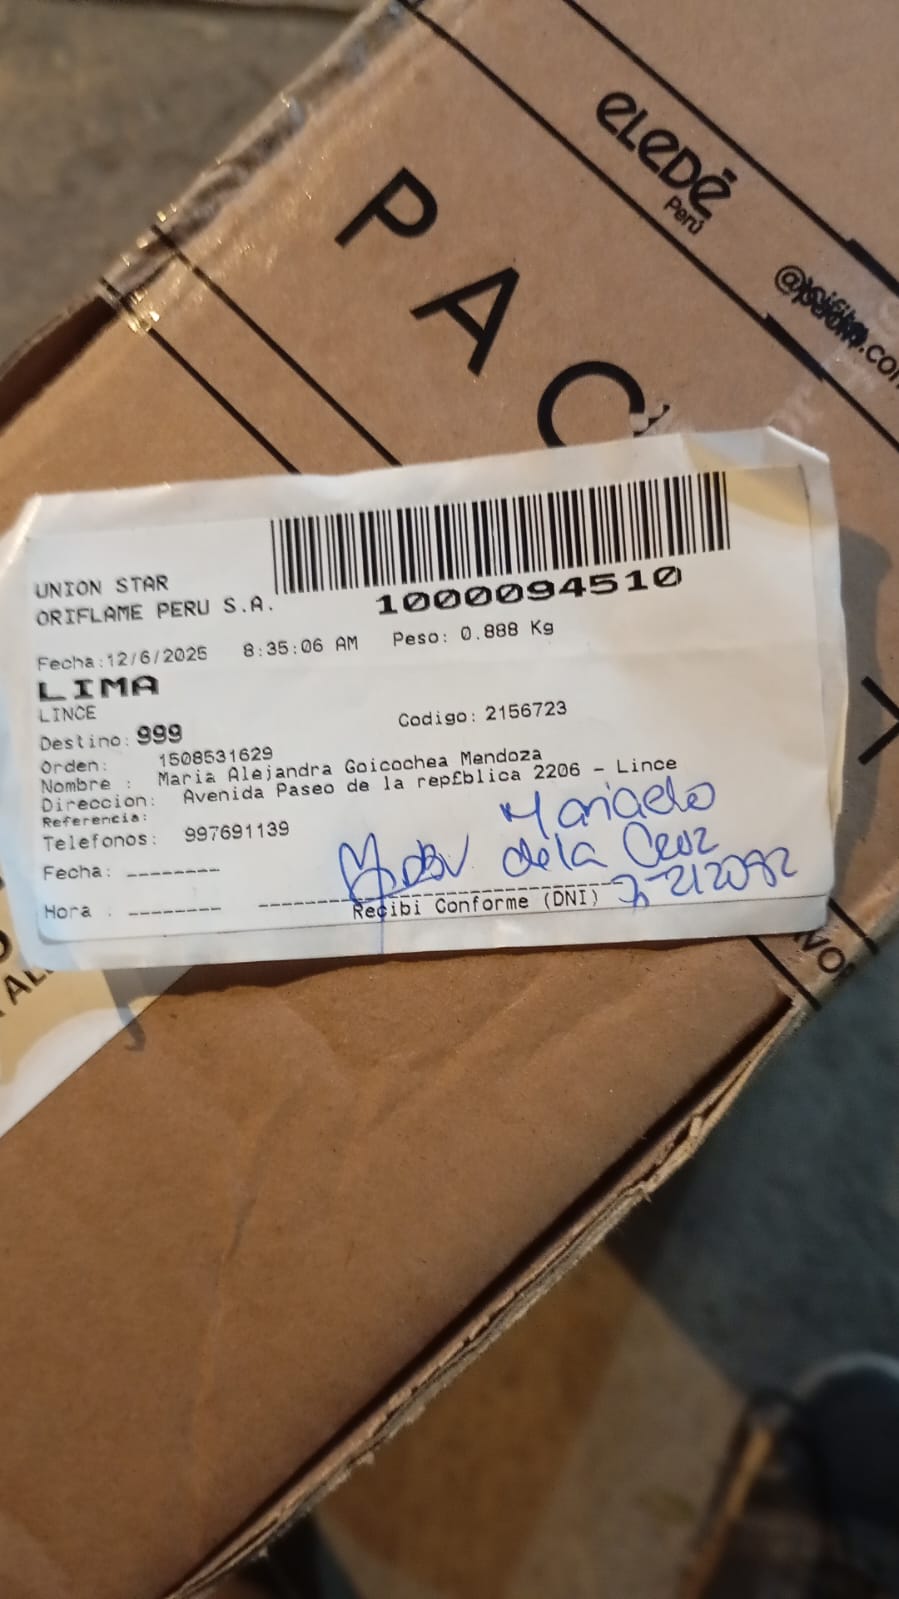 eLeDē
Perú
PAC
UNION STAR
ORIFLAME PERU S.A.
1000094510
Fecha:12/6/2025 8:35:06 AM Peso: 0.888 Kg
LIMA
LINCE
Destino: 999 Codigo: 2156723
Orden: 1508531629
Nombre : Maria Alejandra Goicochea Mendoza
Direccion: Avenida Paseo de la rep£blica 2206 - Lince
Referencia:
Telefonos: 997691139
dela Cruz
Fecha: --------
Hora : --------
Recibi Conforme (DNI)